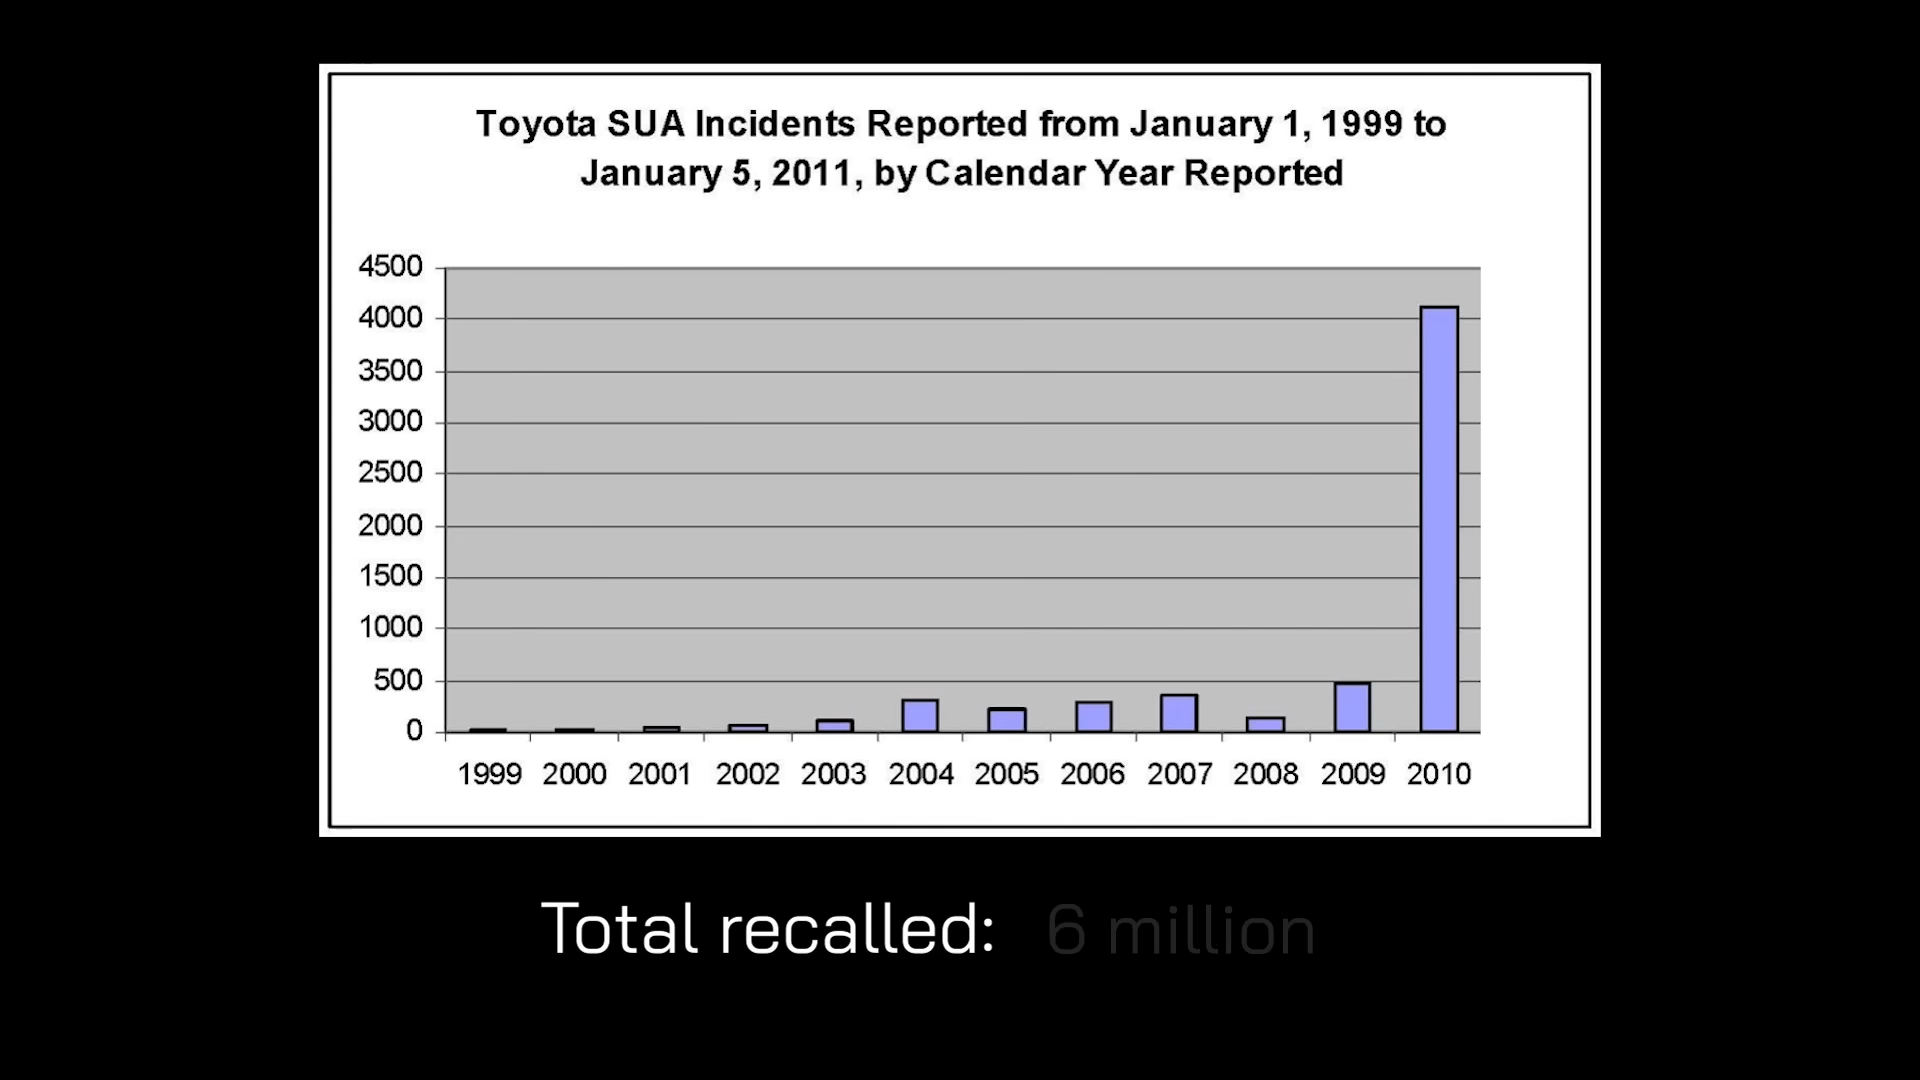 Toyota SUA Incidents Reported from January 1, 1999 to
January 5, 2011, by Calendar Year Reported
4500
4000
3500
3000
2500
2000
1500
1000
500
0
1999 2000 2001 2002 2003 2004 2005 2006 2007 2008 2009 2010
Total recalled: 6 million